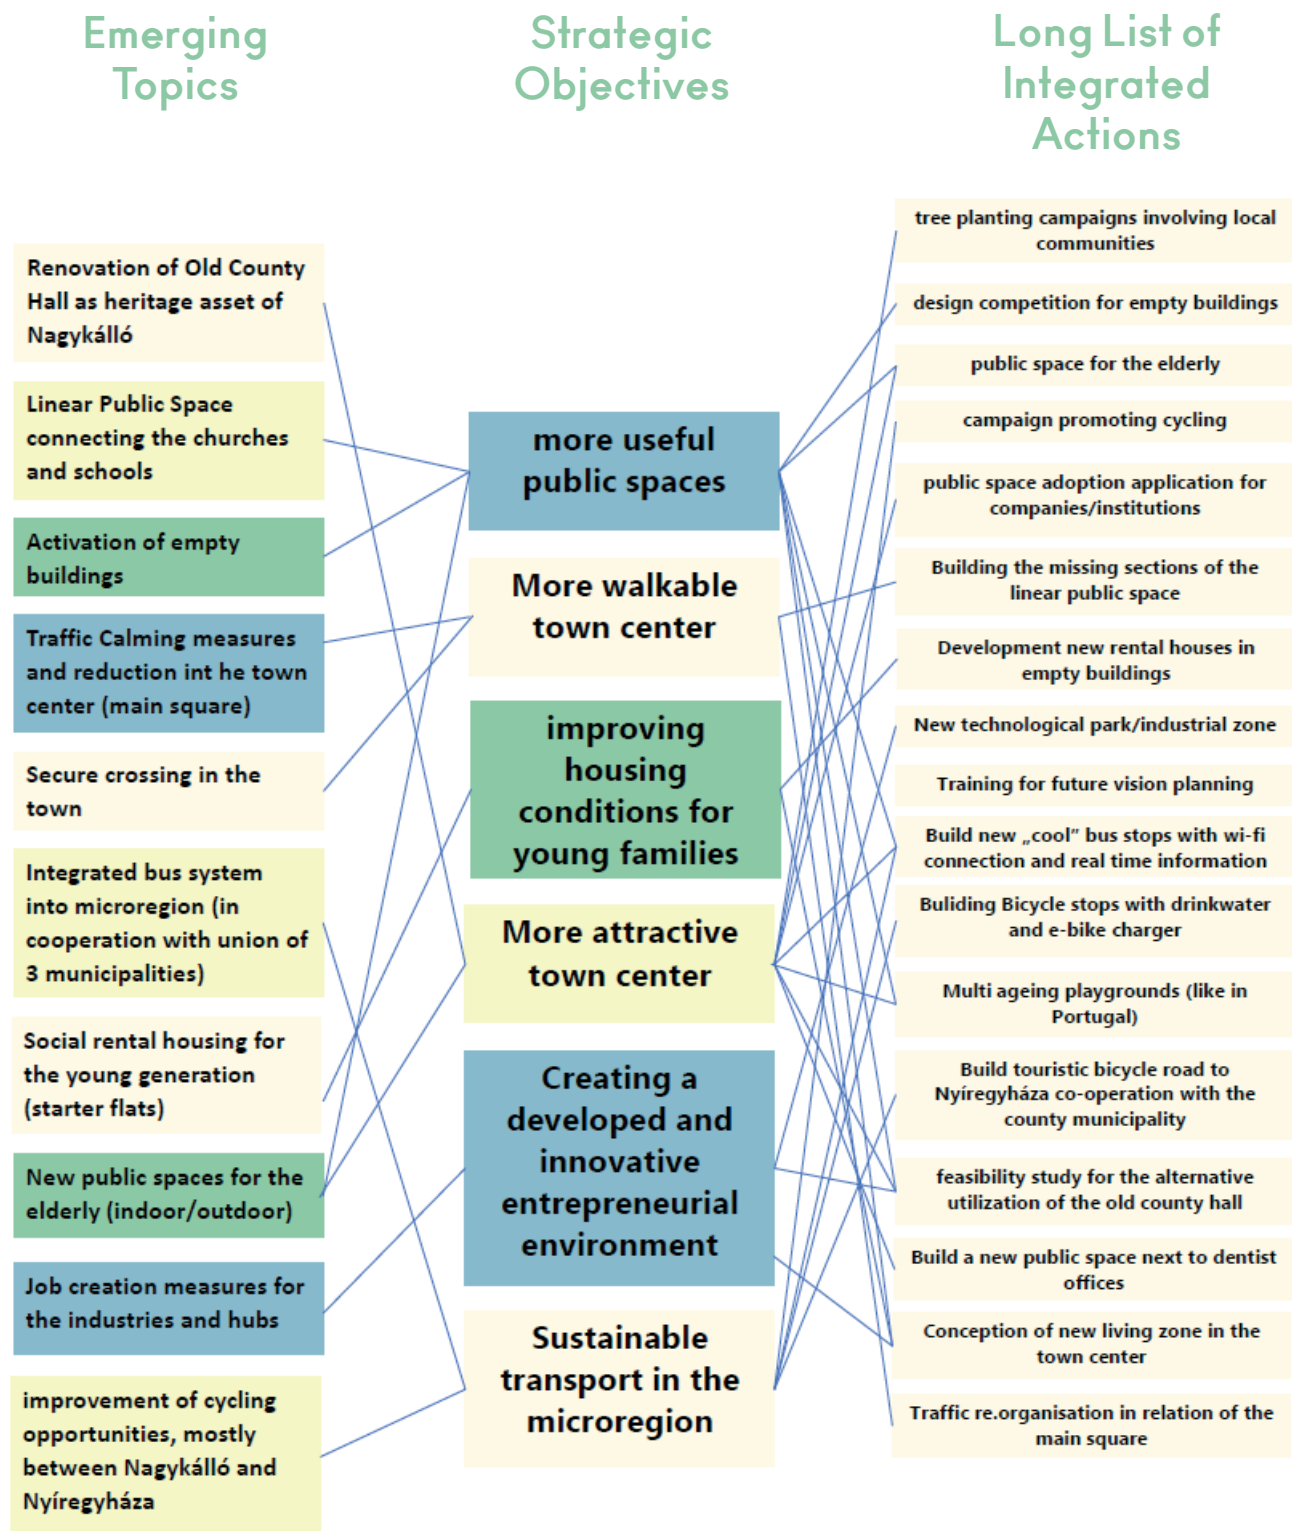 Emerging
Topics
Strategic
Objectives
Long List of
Integrated
Actions
Renovation of Old County
Hall as heritage asset of
Nagykálló
Linear Public Space
connecting the churches
and schools
Activation of empty
buildings
Traffic Calming measures
and reduction int he town
center (main square)
Secure crossing in the
town
Integrated bus system
into microregion (in
cooperation with union of
3 municipalities)
Social rental housing for
the young generation
(starter flats)
New public spaces for the
elderly (indoor/outdoor)
Job creation measures for
the industries and hubs
improvement of cycling
opportunities, mostly
between Nagykálló and
Nyíregyháza
more useful
public spaces
More walkable
town center
improving
housing
conditions for
young families
More attractive
town center
Creating a
developed and
innovative
entrepreneurial
environment
Sustainable
transport in the
microregion
tree planting campaigns involving local
communities
design competition for empty buildings
public space for the elderly
campaign promoting cycling
public space adoption application for
companies/institutions
Building the missing sections of the
linear public space
Development new rental houses in
empty buildings
New technological park/industrial zone
Training for future vision planning
Build new „cool” bus stops with wi-fi
connection and real time information
Buliding Bicycle stops with drinkwater
and e-bike charger
Multi ageing playgrounds (like in
Portugal)
Build touristic bicycle road to
Nyíregyháza co-operation with the
county municipality
feasibility study for the alternative
utilization of the old county hall
Build a new public space next to dentist
offices
Conception of new living zone in the
town center
Traffic re.organisation in relation of the
main square